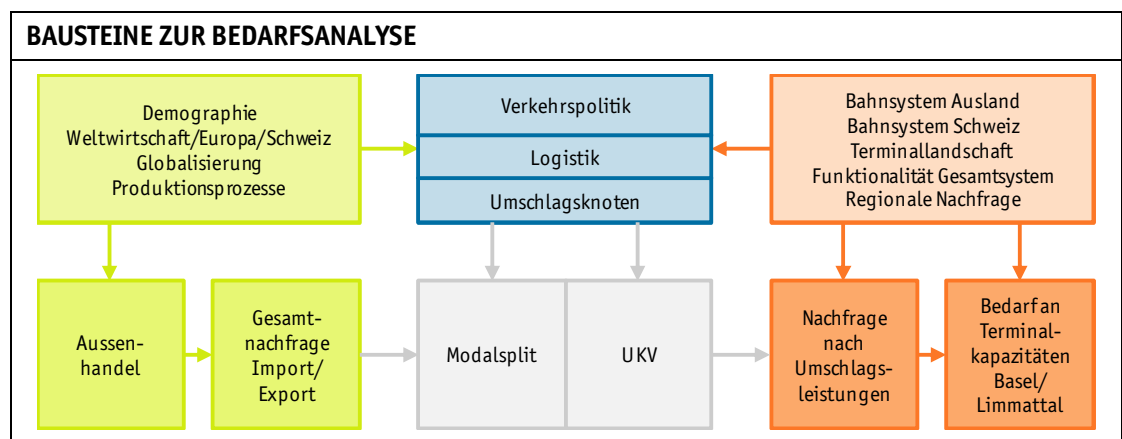 BAUSTEINE ZUR BEDARFSANALYSE
Demographie
Weltwirtschaft/Europa/Schweiz
Globalisierung
Produktionsprozesse
Verkehrspolitik
Logistik
Umschlagsknoten
Bahnsystem Ausland
Bahnsystem Schweiz
Terminallandschaft
Funktionalität Gesamtsystem
Regionale Nachfrage
Aussen-
handel
Gesamt-
nachfrage
Import/
Export
Modalsplit
UKV
Nachfrage
nach
Umschlags-
leistungen
Bedarf an
Terminal-
kapazitäten
Basel/
Limmattal